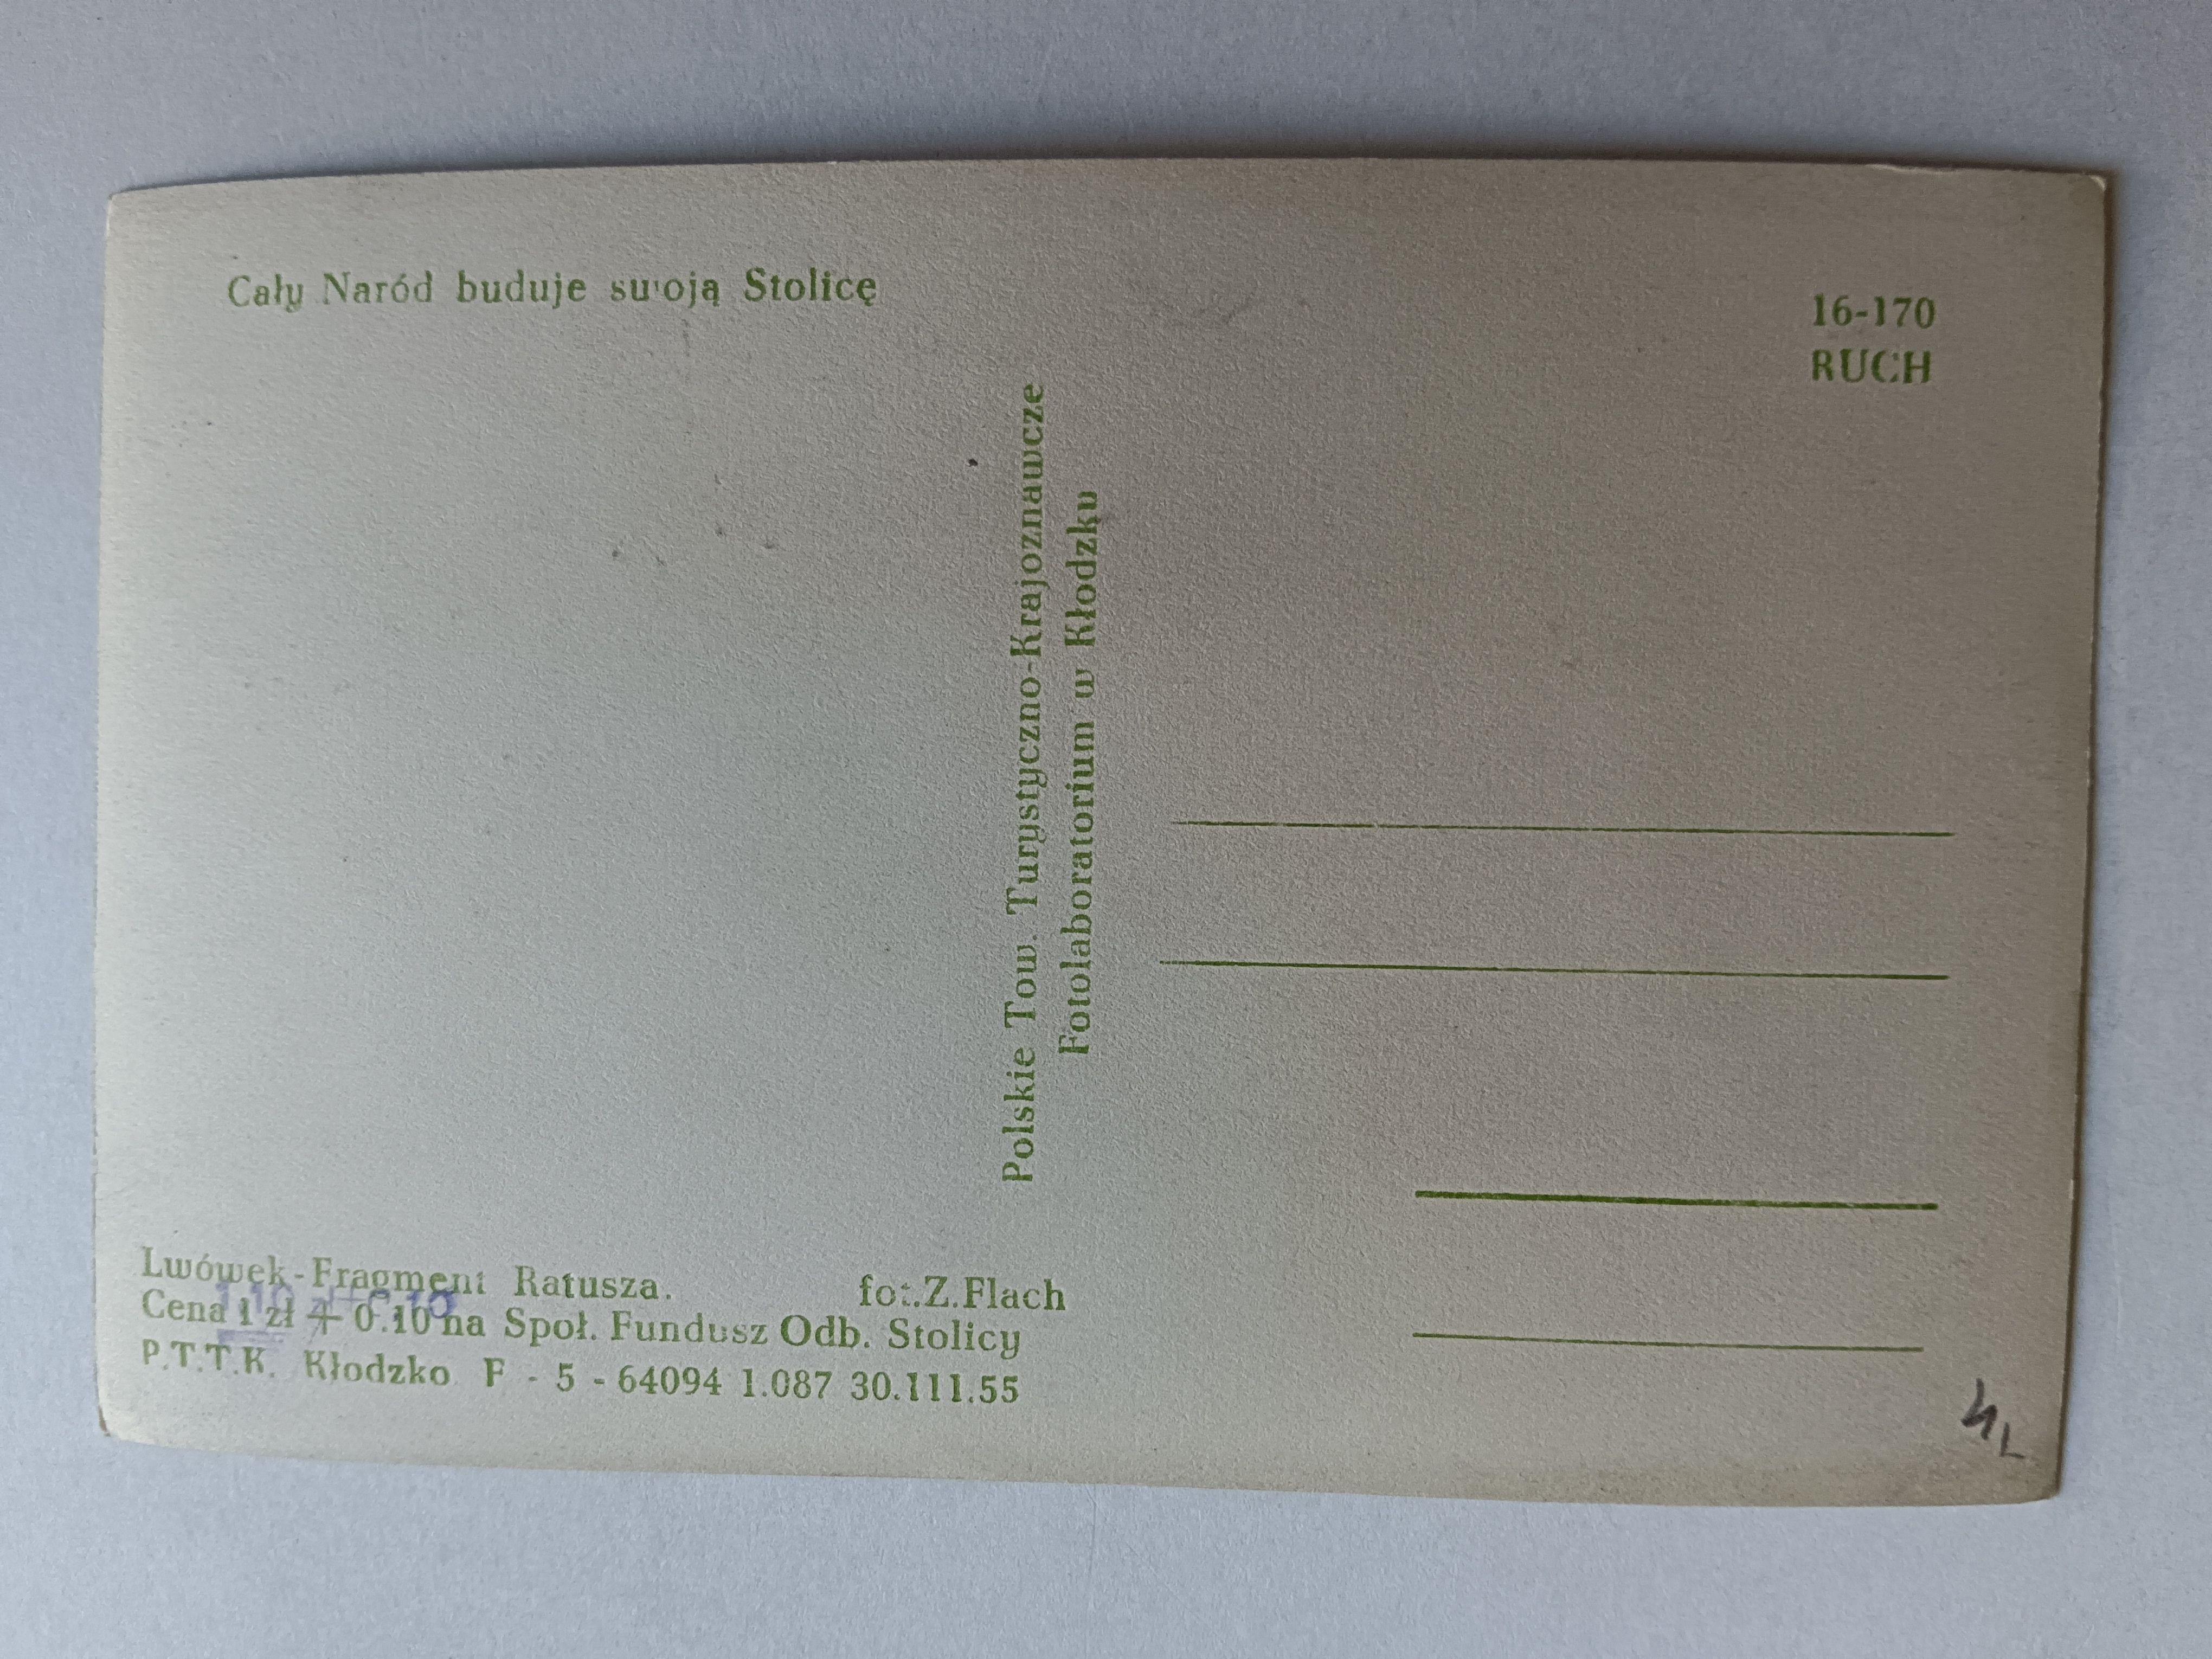 Cały Naród buduje swoją Stolicę
16-170
RUCH
Polskie Tow. Turystyczno-Krajoznawcze
Fotolaboratorium w Kłodzku
Lwówek-Fragment Ratusza. fot.Z.Flach
Cena 1 zł + 0.10 na Społ. Fundusz Odb. Stolicy
P.T.T.K. Kłodzko F - 5 - 64094 1.087 30.111.55